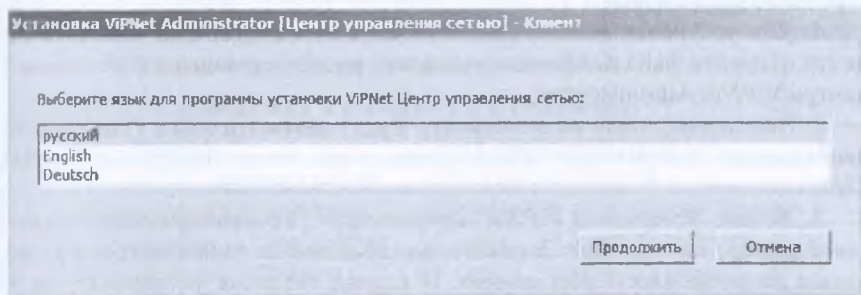 Установка ViPNet Administrator [Центр управления сетью] - Клиент
Выберите язык для программы установки ViPNet Центр управления сетью:
русский
English
Deutsch
Продолжить
Отмена